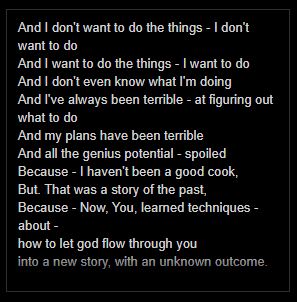 And I don't want to do the things - I don't
want to do
And I want to do the things - I want to do
And I don't even know what I'm doing
And I've always been terrible - at figuring out
what to do
And my plans have been terrible
And all the genius potential - spoiled
Because - I haven't been a good cook,
But. That was a story of the past,
Because - Now, You, learned techniques -
about -
how to let god flow through you
into a new story, with an unknown outcome.